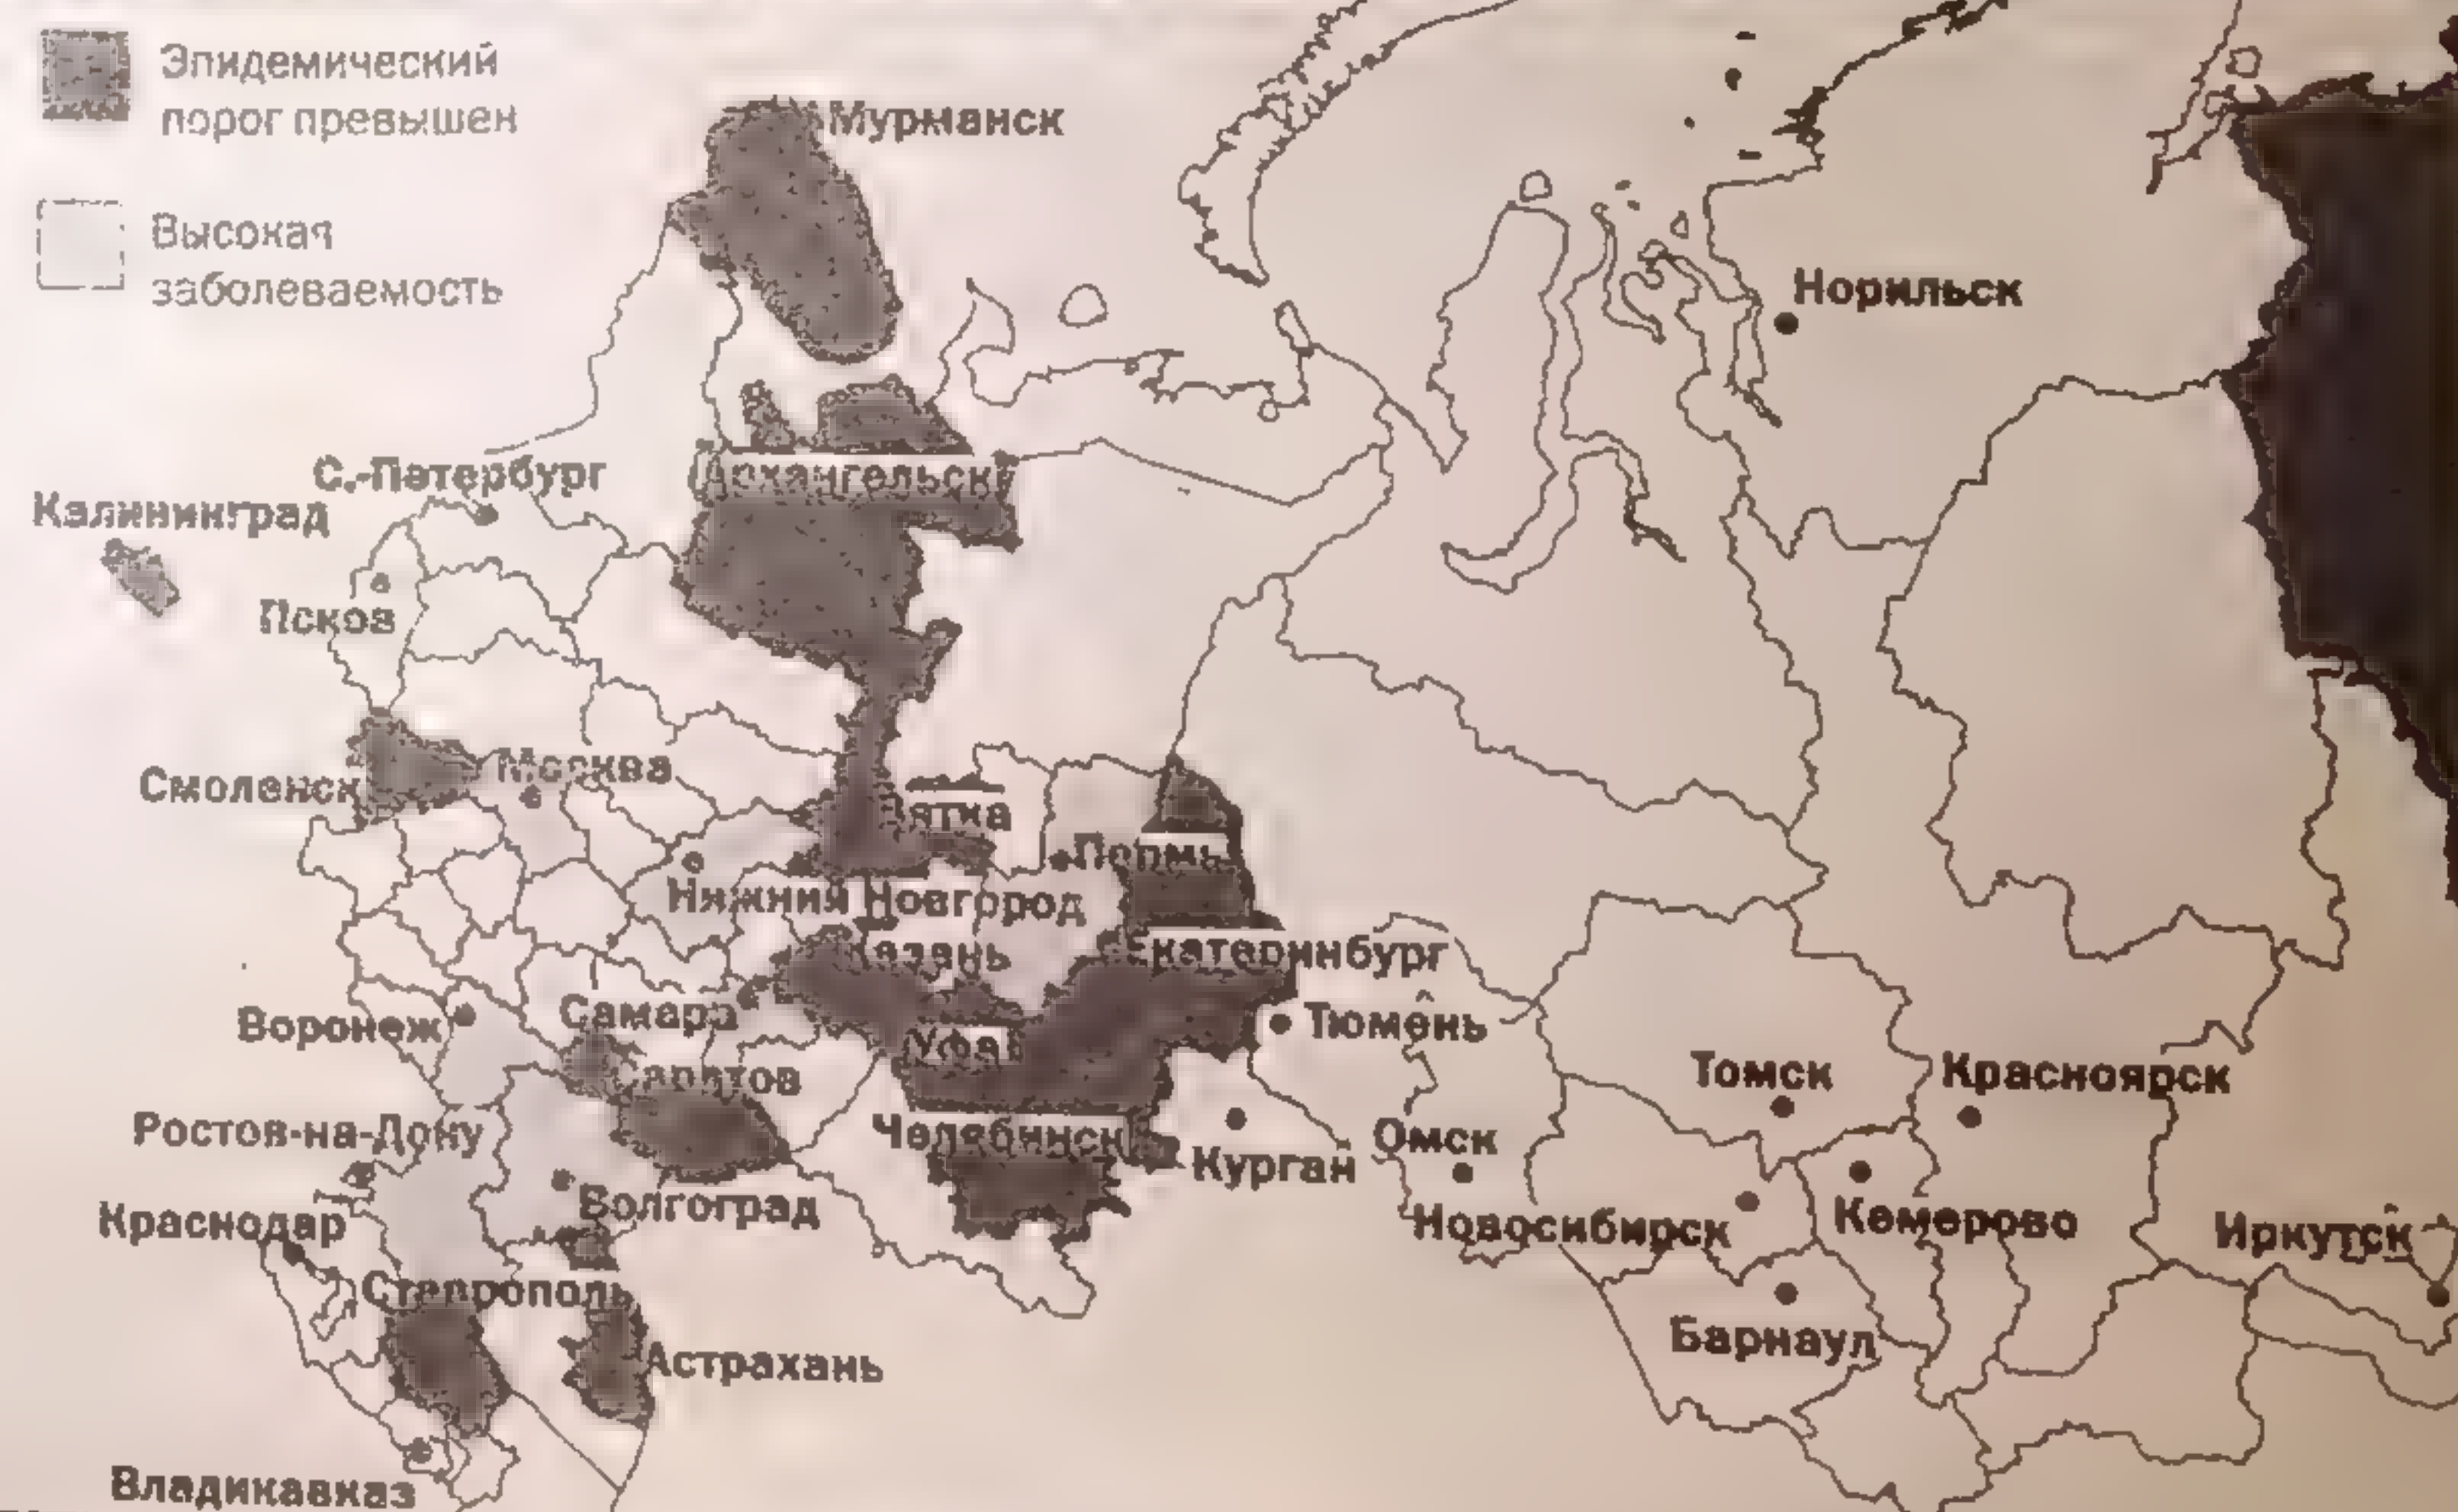 Эпидемический
порог превышен
Высокая
заболеваемость
Мурманск
Норильск
Архангельск
С.-Петербург
Калининград
Псков
Москва
Смоленск
Вятка
Пермь
Нижний Новгород
Казань
Екатеринбург
Воронеж
Самара
Уфа
Тюмень
Саратов
Томск
Красноярск
Ростов-на-Дону
Челябинск
Курган
Омск
Краснодар
Волгоград
Новосибирск
Кемерово
Иркутск
Ставрополь
Барнаул
Астрахань
Владикавказ